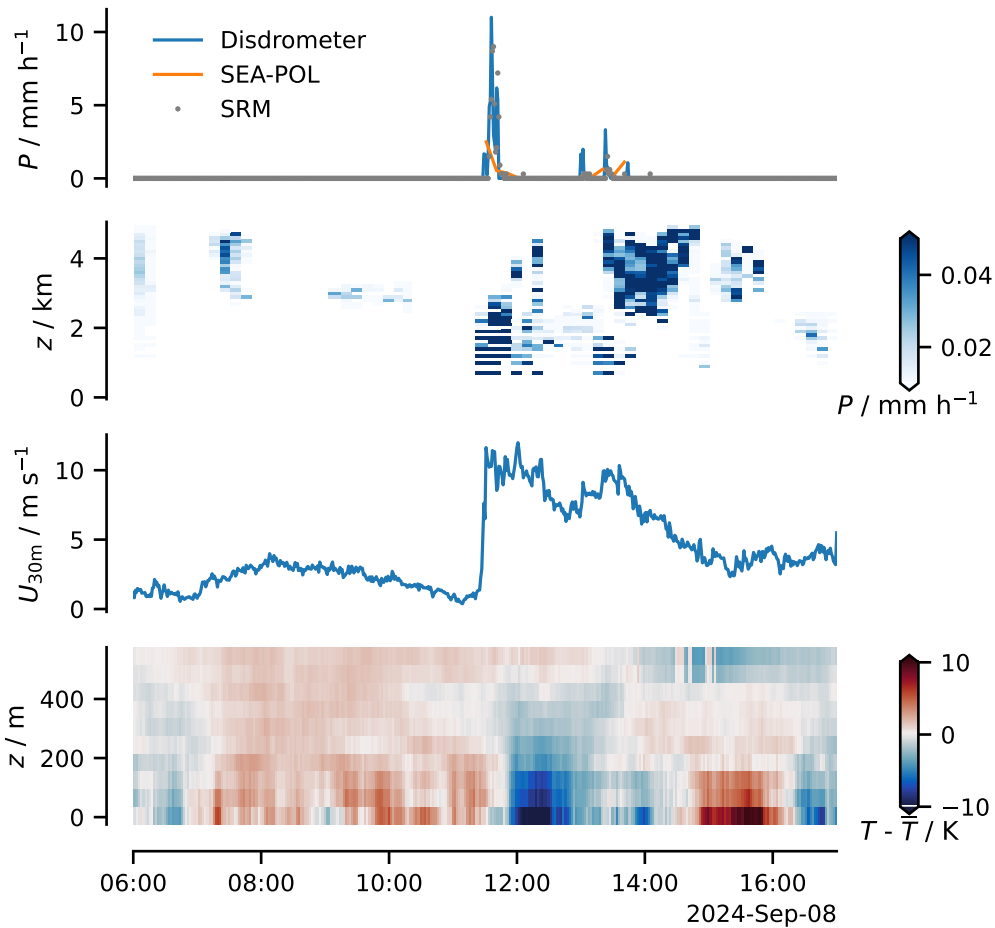 10
5
0
P / mm h⁻¹
Disdrometer
SEA-POL
SRM
4
2
0
z / km
0.04
0.02
P / mm h⁻¹
10
5
0
U₃₀ₘ / m s⁻¹
400
200
0
z / m
10
0
−10
T - T̅ / K
06:00 08:00 10:00 12:00 14:00 16:00
2024-Sep-08